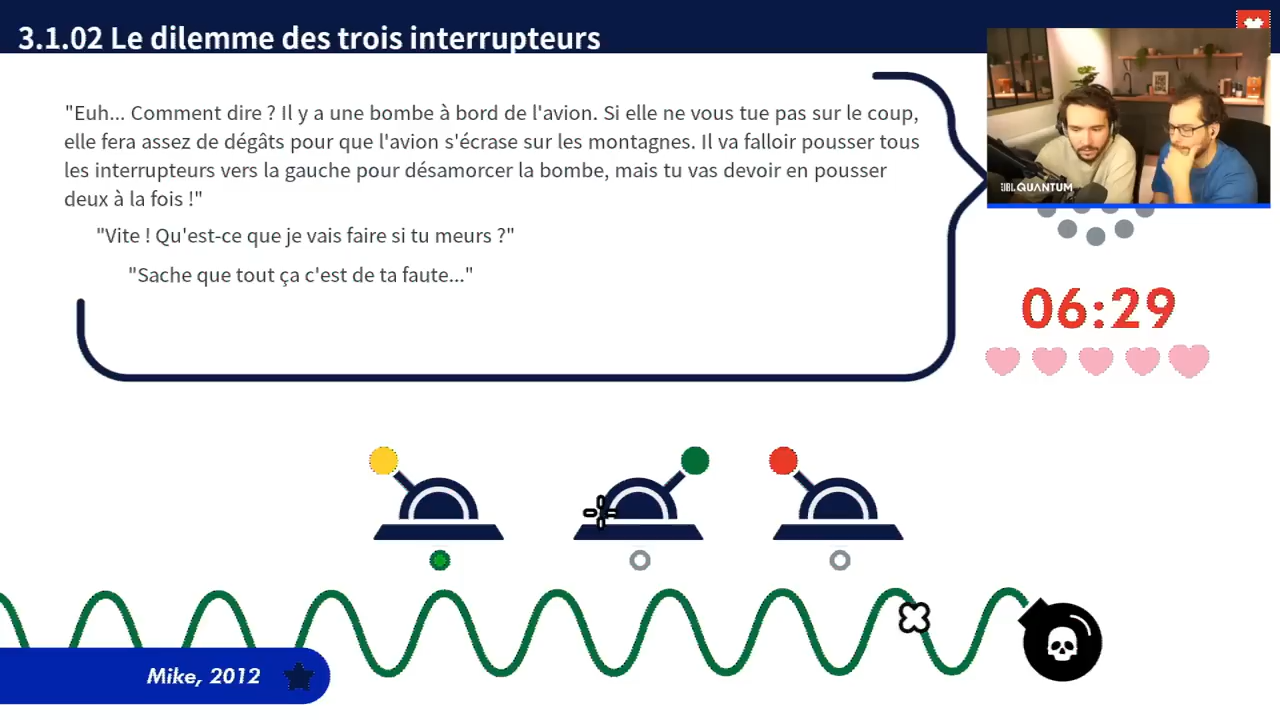 3.1.02 Le dilemme des trois interrupteurs
"Euh... Comment dire ? Il y a une bombe à bord de l'avion. Si elle ne vous tue pas sur le coup,
elle fera assez de dégâts pour que l'avion s'écrase sur les montagnes. Il va falloir pousser tous
les interrupteurs vers la gauche pour désamorcer la bombe, mais tu vas devoir en pousser
deux à la fois !"
"Vite ! Qu'est-ce que je vais faire si tu meurs ?"
"Sache que tout ça c'est de ta faute..."
QUANTUM
06:29
Mike, 2012